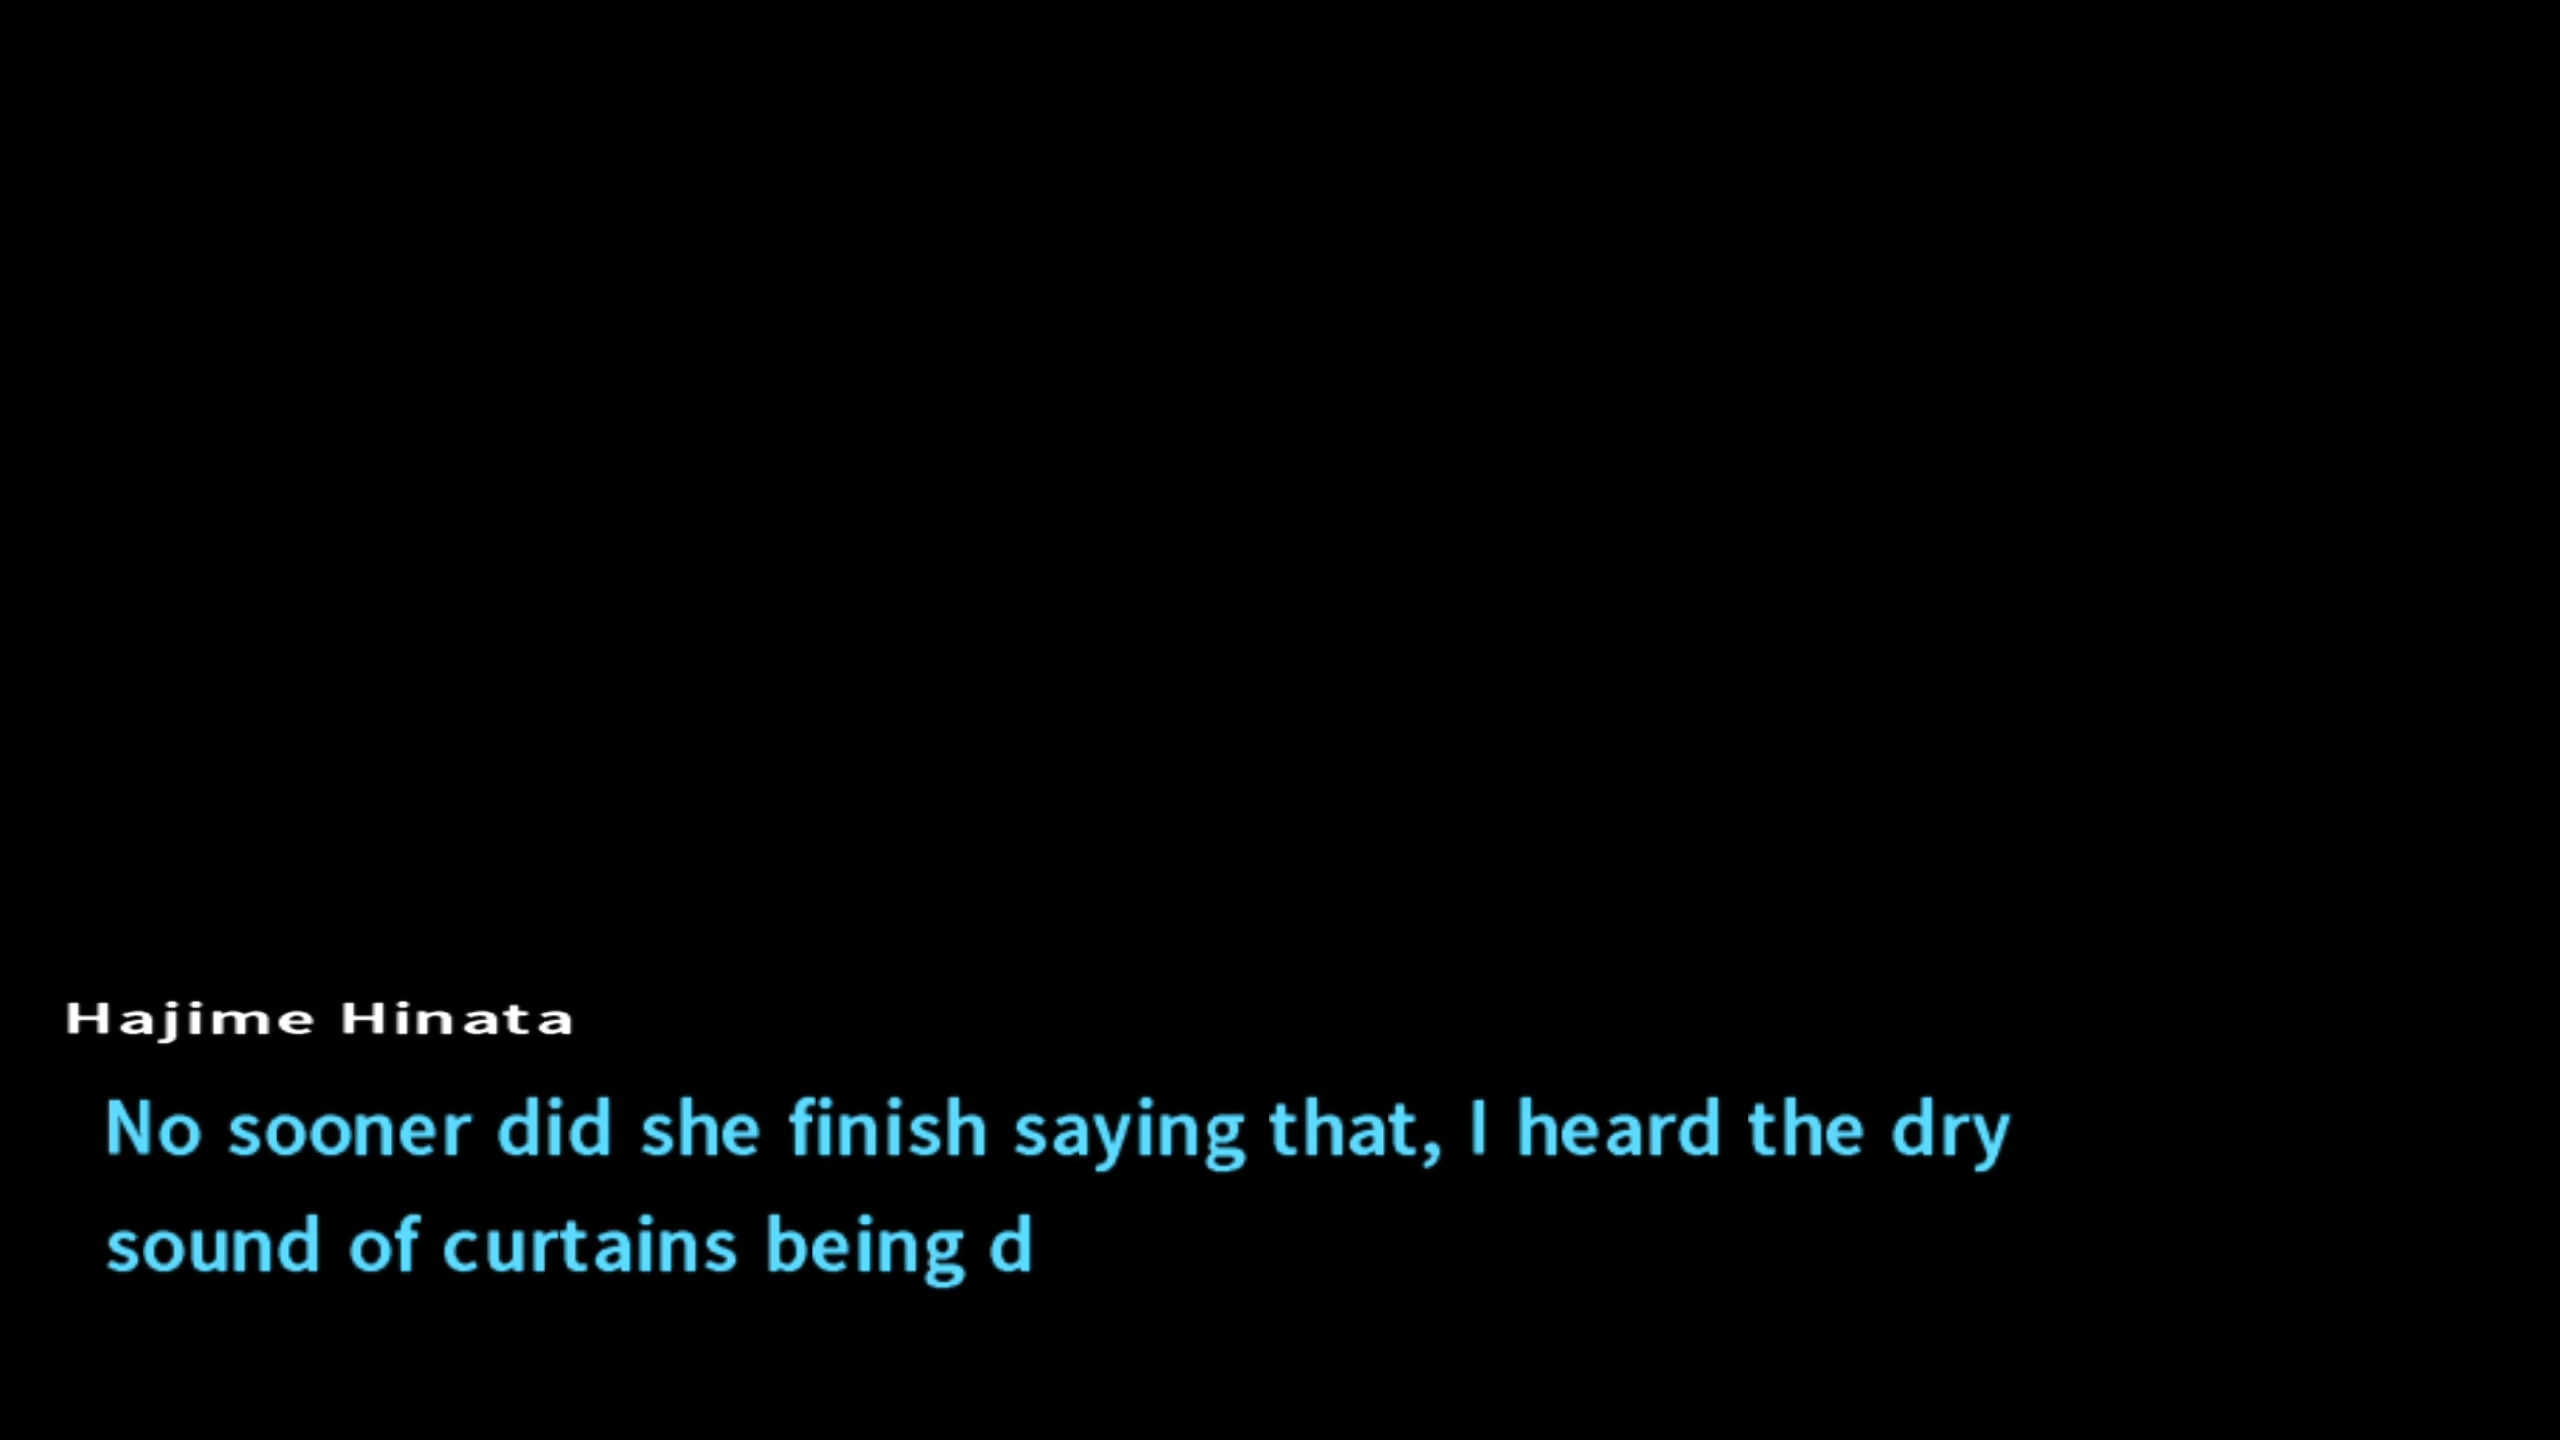 Hajime Hinata
No sooner did she finish saying that, I heard the dry
sound of curtains being d